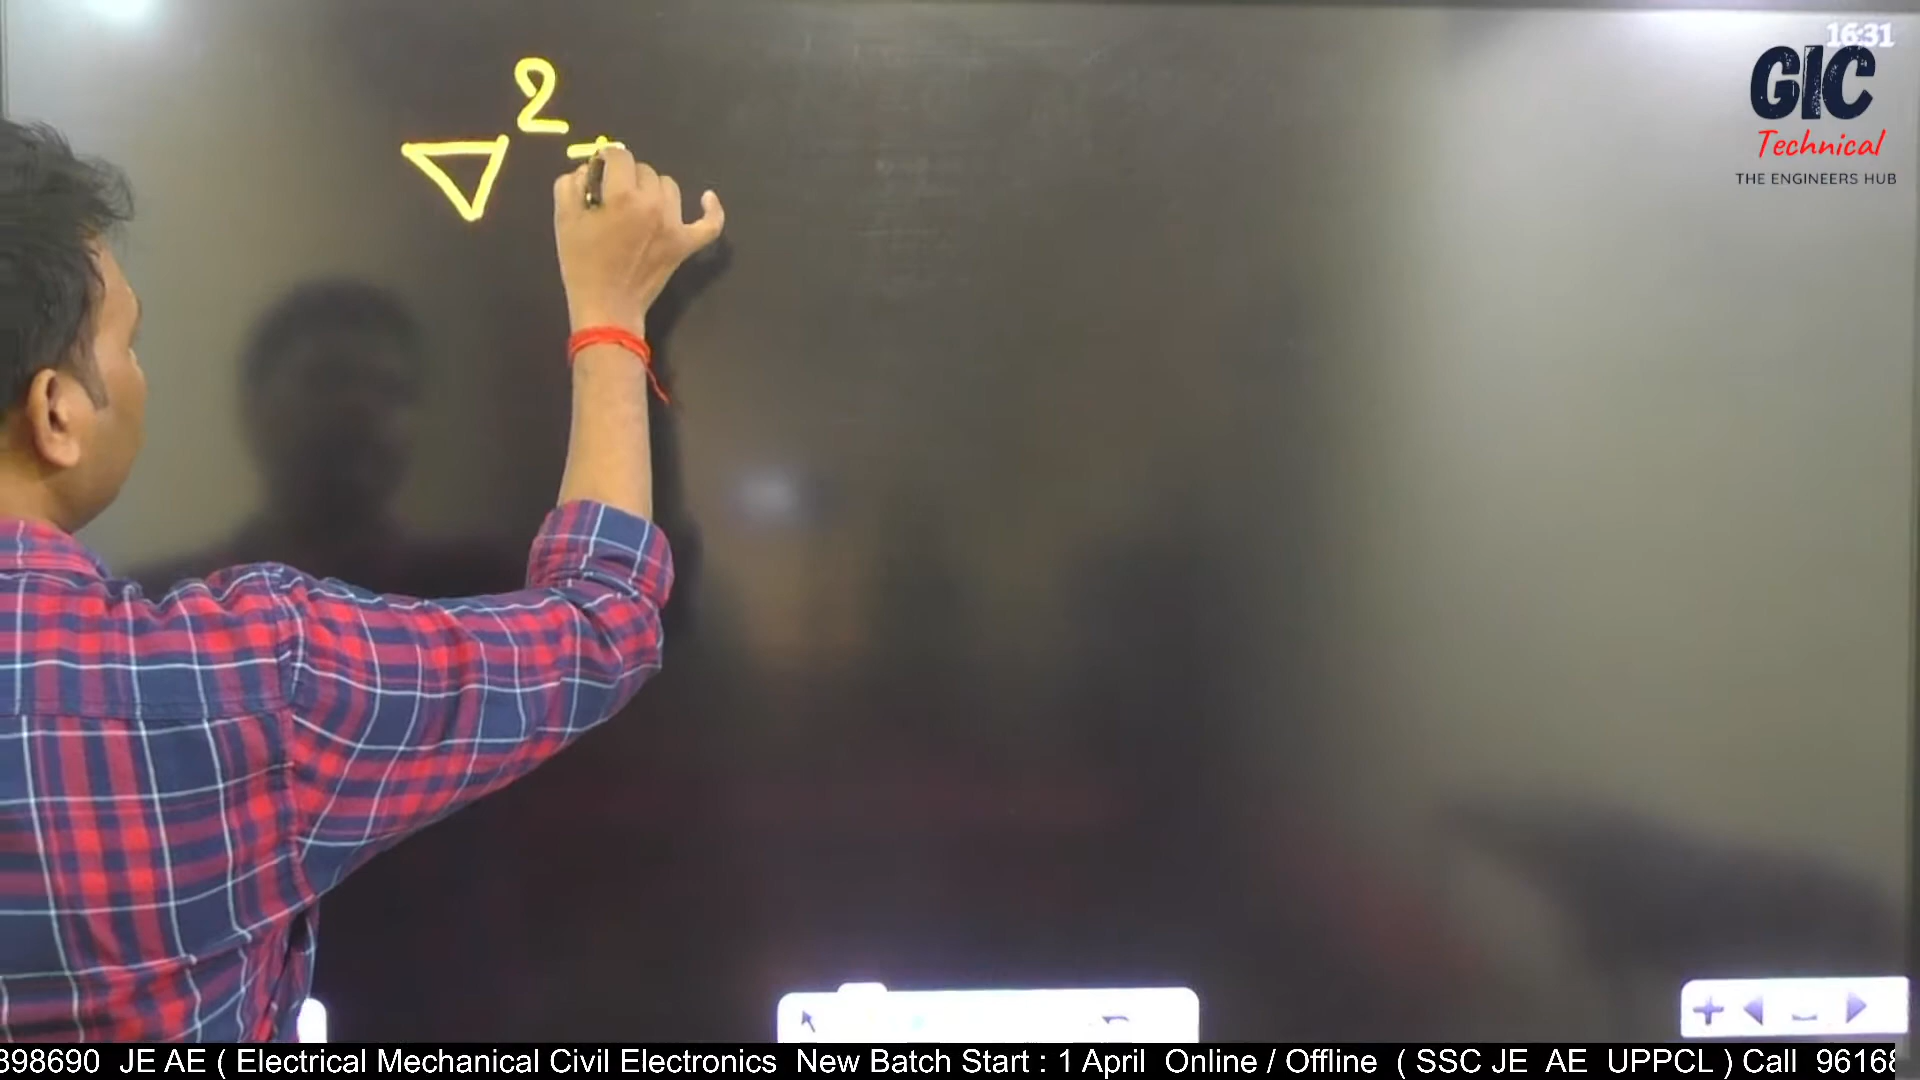 16:31
GIC
Technical
THE ENGINEERS HUB
∇²
398690 JE AE ( Electrical Mechanical Civil Electronics New Batch Start : 1 April Online / Offline ( SSC JE AE UPPCL ) Call 96168